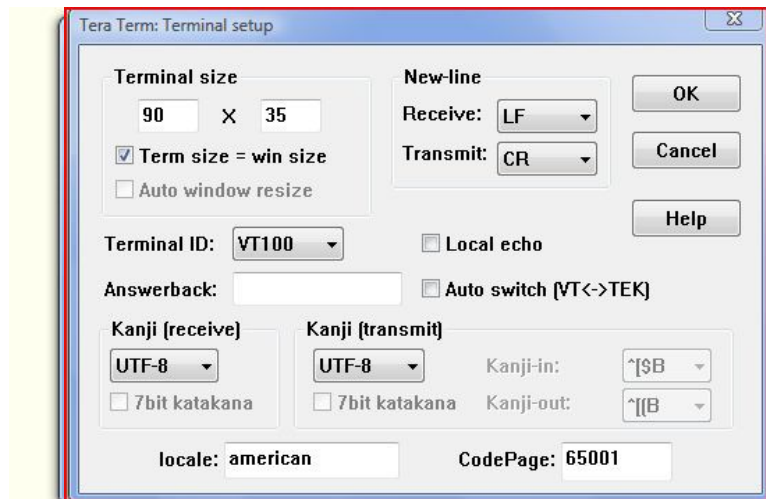 Tera Term: Terminal setup
Terminal size
90 X 35
Term size = win size
Auto window resize
New-line
Receive: LF
Transmit: CR
OK
Cancel
Help
Terminal ID: VT100
Local echo
Answerback:
Auto switch (VT<->TEK)
Kanji (receive)
UTF-8
7bit katakana
Kanji (transmit)
UTF-8
7bit katakana
Kanji-in: ^[$B
Kanji-out: ^[(B
locale: american
CodePage: 65001